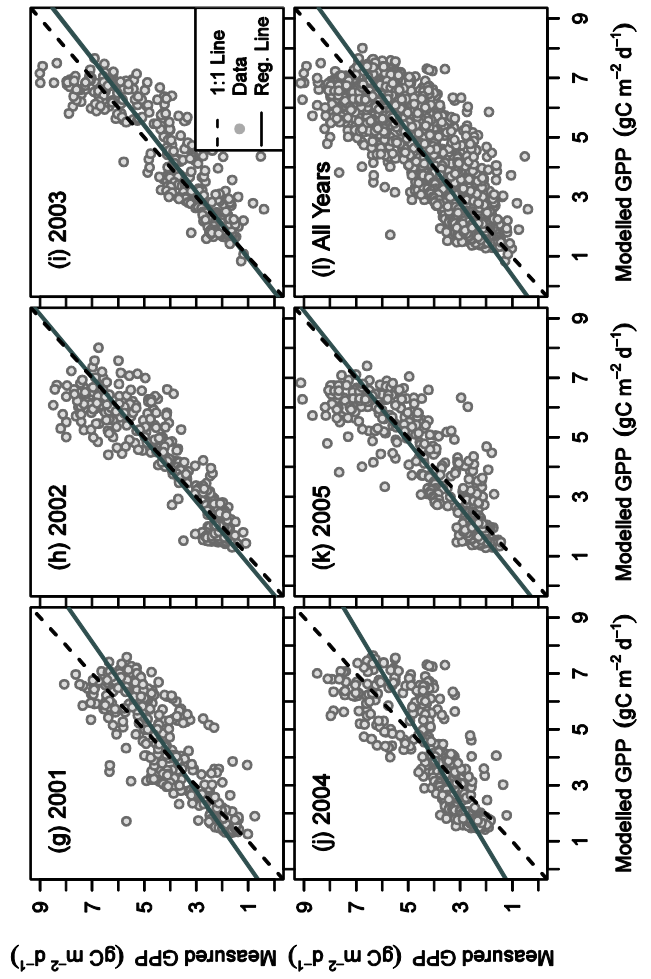 (g) 2001
(h) 2002
(i) 2003
1:1 Line
Data
Reg. Line
Measured GPP (gC m⁻² d⁻¹)
9
7
5
3
1
(j) 2004
(k) 2005
(l) All Years
Measured GPP (gC m⁻² d⁻¹)
9
7
5
3
1
1 3 5 7 9
1 3 5 7 9
1 3 5 7 9
Modelled GPP (gC m⁻² d⁻¹)
Modelled GPP (gC m⁻² d⁻¹)
Modelled GPP (gC m⁻² d⁻¹)